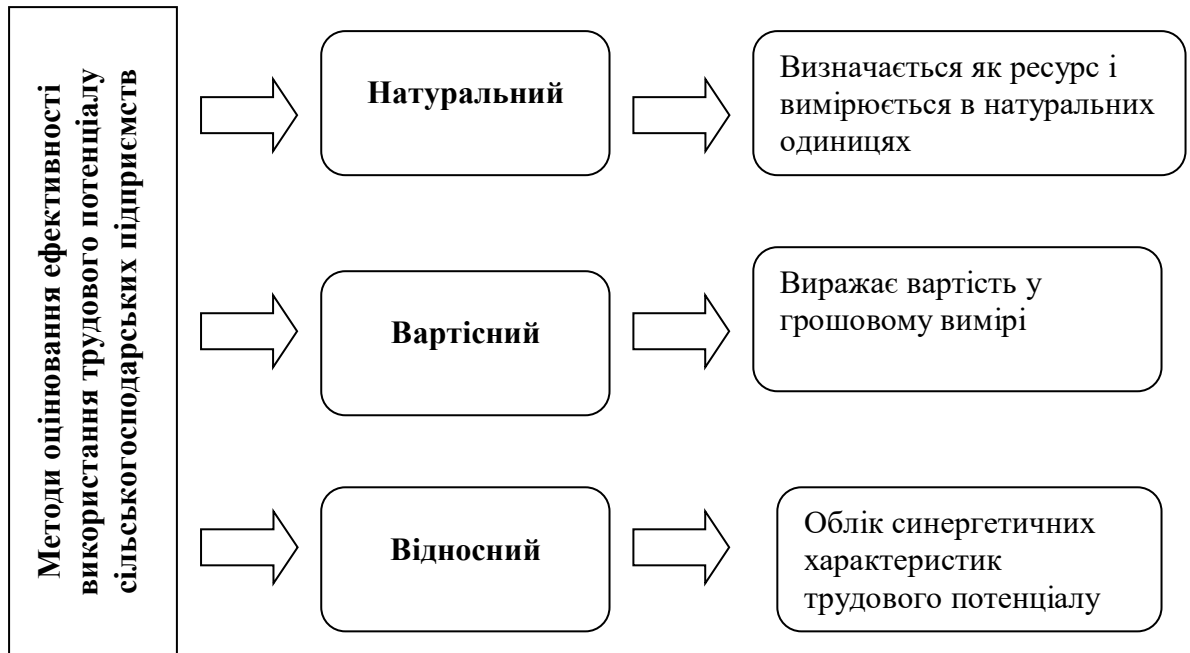 Методи оцінювання ефективності
використання трудового потенціалу
сільськогосподарських підприємств
Натуральний
Визначається як ресурс і
вимірюється в натуральних
одиницях
Вартісний
Виражає вартість у
грошовому вимірі
Відносний
Облік синергетичних
характеристик
трудового потенціалу